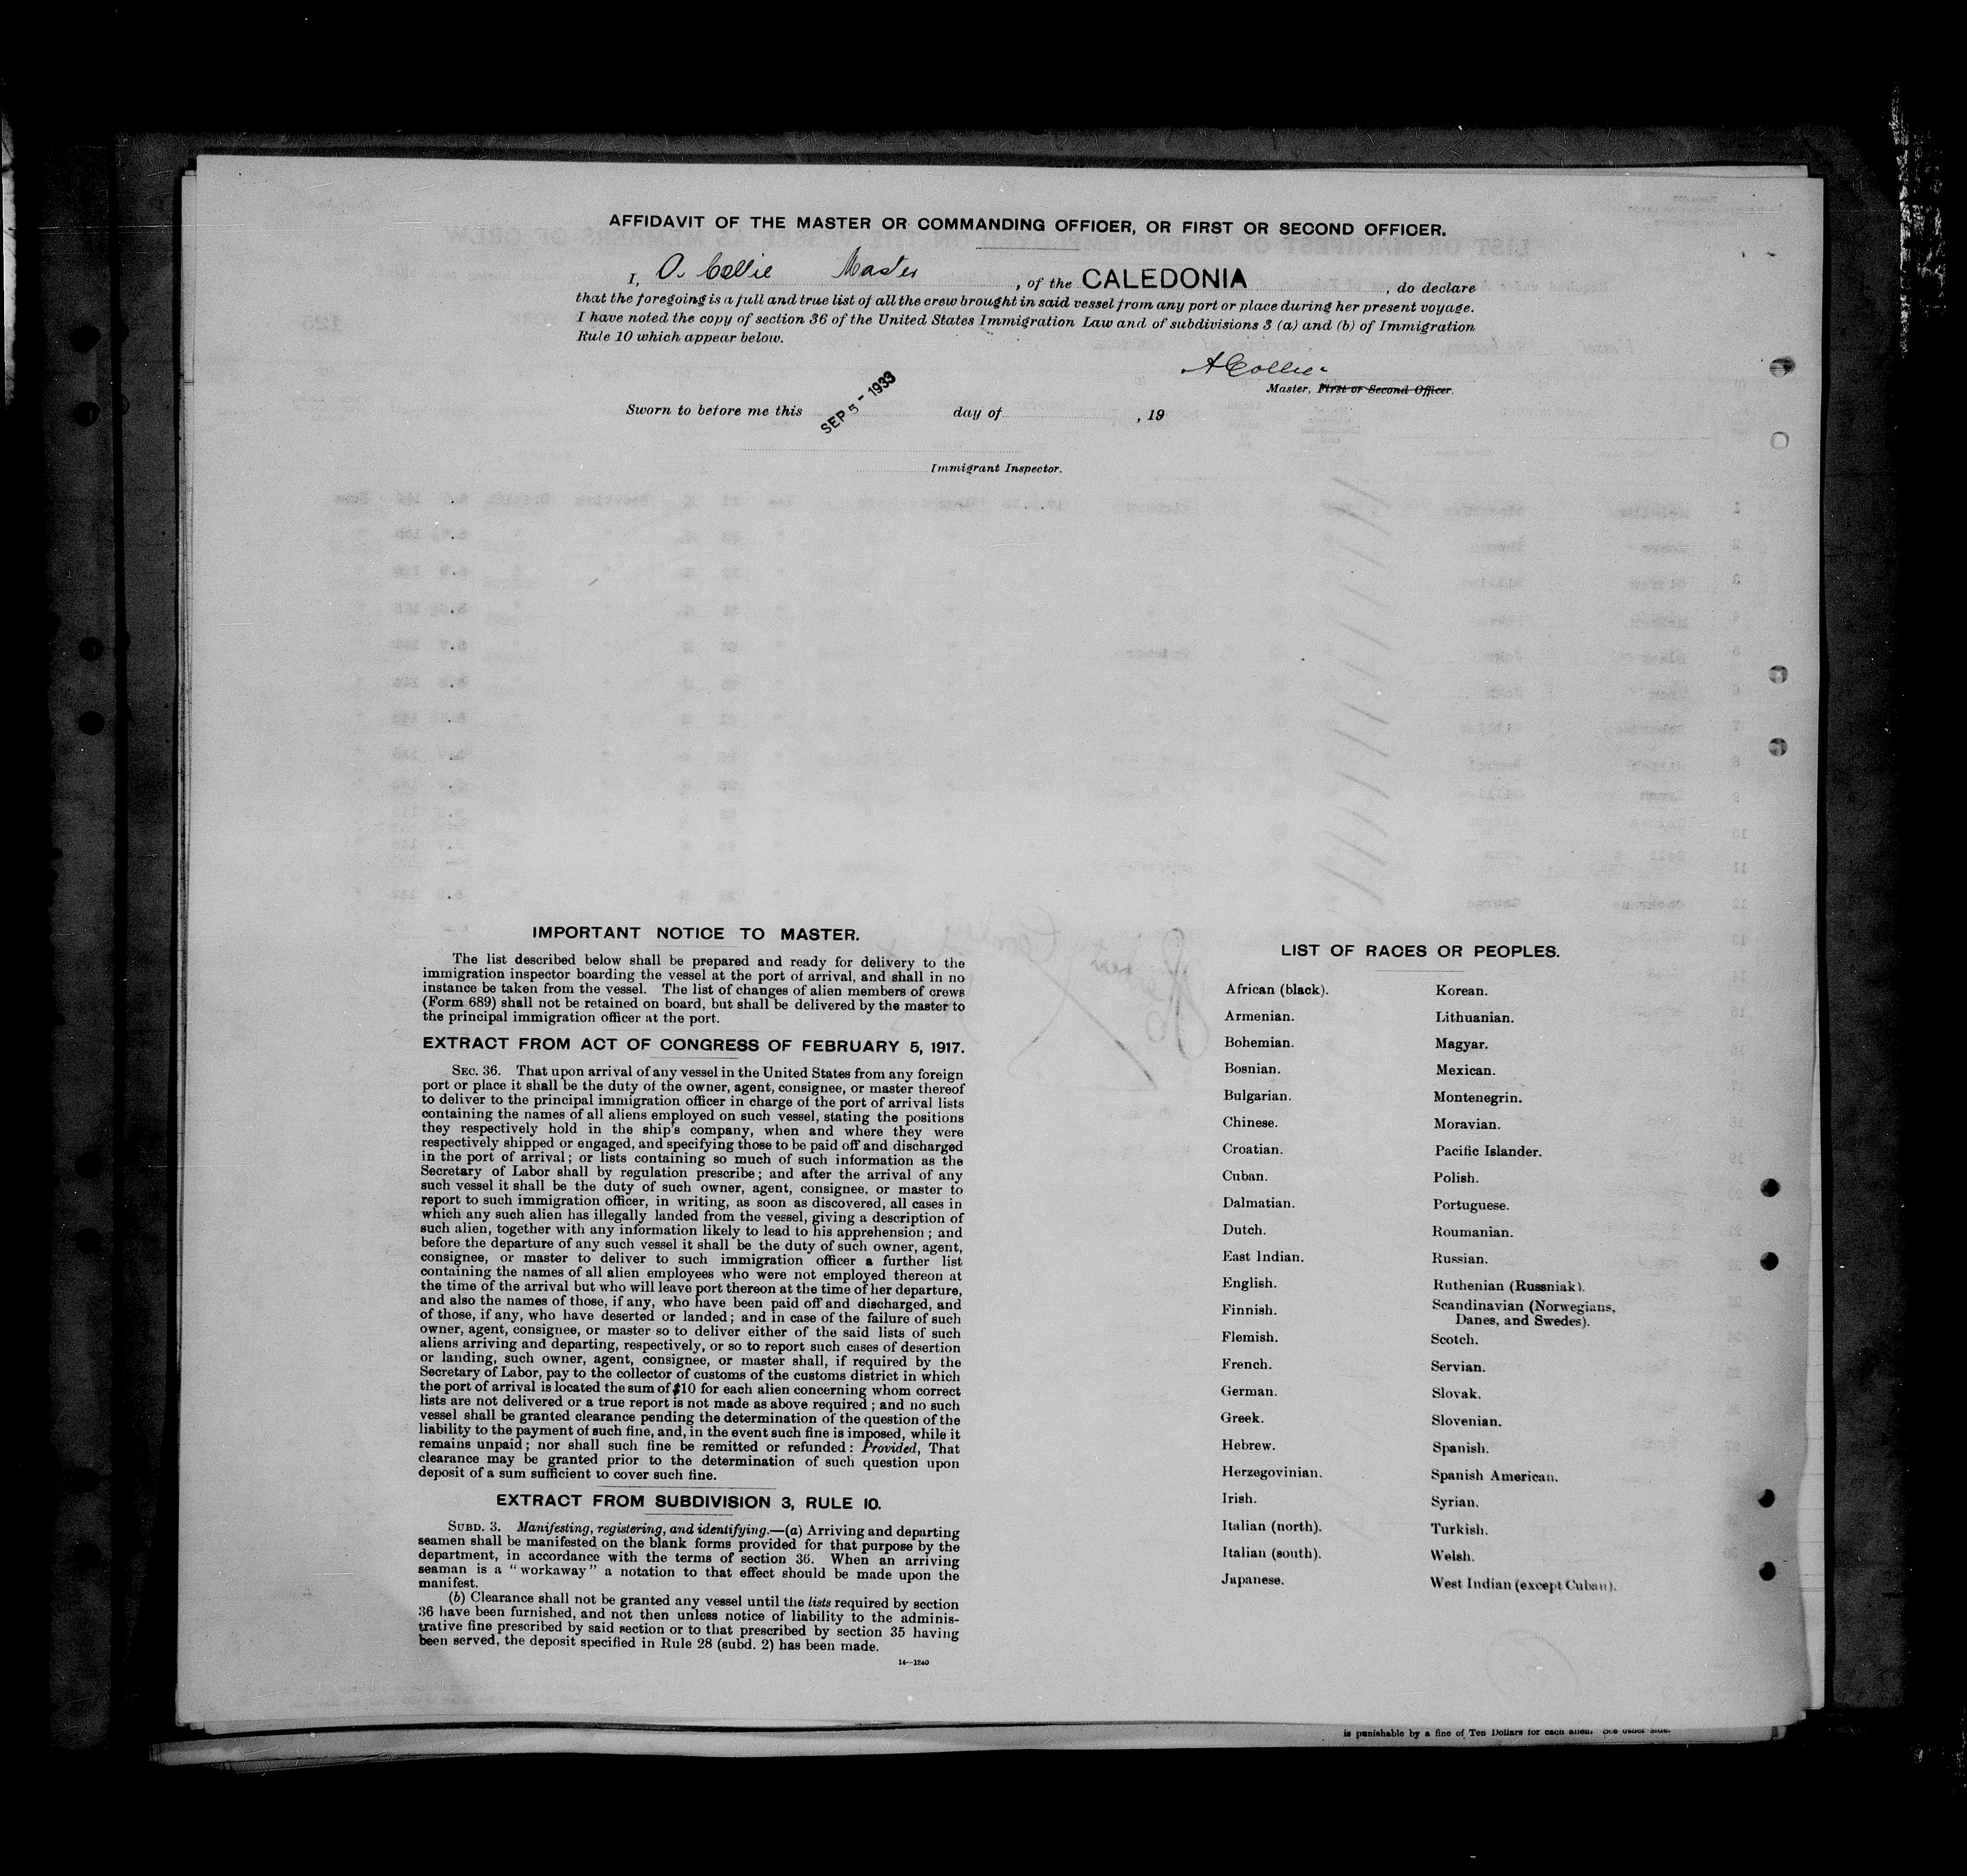 AFFIDAVIT OF THE MASTER OR COMMANDING OFFICER, OR FIRST OR SECOND OFFICER.
I, A. Collie Master, of the CALEDONIA, do declare
that the foregoing is a full and true list of all the crew brought in said vessel from any port or place during her present voyage.
I have noted the copy of section 36 of the United States Immigration Law and of subdivisions 3 (a) and (b) of Immigration
Rule 10 which appear below.
A Collie
Master, First or Second Officer.
Sworn to before me this SEP 5 - 1933 day of , 19
Immigrant Inspector.
IMPORTANT NOTICE TO MASTER.
The list described below shall be prepared and ready for delivery to the
immigration inspector boarding the vessel at the port of arrival, and shall in no
instance be taken from the vessel. The list of changes of alien members of crews
(Form 689) shall not be retained on board, but shall be delivered by the master to
the principal immigration officer at the port.
EXTRACT FROM ACT OF CONGRESS OF FEBRUARY 5, 1917.
SEC. 36. That upon arrival of any vessel in the United States from any foreign
port or place it shall be the duty of the owner, agent, consignee, or master thereof
to deliver to the principal immigration officer in charge of the port of arrival lists
containing the names of all aliens employed on such vessel, stating the positions
they respectively hold in the ship's company, when and where they were
respectively shipped or engaged, and specifying those to be paid off and discharged
in the port of arrival; or lists containing so much of such information as the
Secretary of Labor shall by regulation prescribe; and after the arrival of any
such vessel it shall be the duty of such owner, agent, consignee, or master to
report to such immigration officer, in writing, as soon as discovered, all cases in
which any such alien has illegally landed from the vessel, giving a description of
such alien, together with any information likely to lead to his apprehension; and
before the departure of any such vessel it shall be the duty of such owner, agent,
consignee, or master to deliver to such immigration officer a further list
containing the names of all alien employees who were not employed thereon at
the time of the arrival but who will leave port thereon at the time of her departure,
and also the names of those, if any, who have been paid off and discharged, and
of those, if any, who have deserted or landed; and in case of the failure of such
owner, agent, consignee, or master so to deliver either of the said lists of such
aliens arriving and departing, respectively, or so to report such cases of desertion
or landing, such owner, agent, consignee, or master shall, if required by the
Secretary of Labor, pay to the collector of customs of the customs district in which
the port of arrival is located the sum of $10 for each alien concerning whom correct
lists are not delivered or a true report is not made as above required; and no such
vessel shall be granted clearance pending the determination of the question of the
liability to the payment of such fine, and, in the event such fine is imposed, while it
remains unpaid; nor shall such fine be remitted or refunded: Provided, That
clearance may be granted prior to the determination of such question upon
deposit of a sum sufficient to cover such fine.
EXTRACT FROM SUBDIVISION 3, RULE 10.
SUBD. 3. Manifesting, registering, and identifying.—(a) Arriving and departing
seamen shall be manifested on the blank forms provided for that purpose by the
department, in accordance with the terms of section 36. When an arriving
seaman is a "workaway" a notation to that effect should be made upon the
manifest.
(b) Clearance shall not be granted any vessel until the lists required by section
36 have been furnished, and not then unless notice of liability to the adminis-
trative fine prescribed by said section or to that prescribed by section 35 having
been served, the deposit specified in Rule 28 (subd. 2) has been made.
14—1240
LIST OF RACES OR PEOPLES.
African (black).
Armenian.
Bohemian.
Bosnian.
Bulgarian.
Chinese.
Croatian.
Cuban.
Dalmatian.
Dutch.
East Indian.
English.
Finnish.
Flemish.
French.
German.
Greek.
Hebrew.
Herzegovinian.
Irish.
Italian (north).
Italian (south).
Japanese.
Korean.
Lithuanian.
Magyar.
Mexican.
Montenegrin.
Moravian.
Pacific Islander.
Polish.
Portuguese.
Roumanian.
Russian.
Ruthenian (Russniak).
Scandinavian (Norwegians,
Danes, and Swedes).
Scotch.
Servian.
Slovak.
Slovenian.
Spanish.
Spanish American.
Syrian.
Turkish.
Welsh.
West Indian (except Cuban).
is punishable by a fine of Ten Dollars for each alien. See other side.